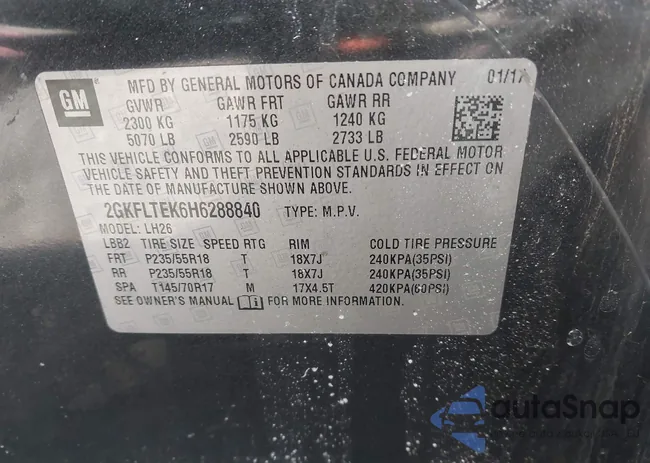 GM
MFD BY GENERAL MOTORS OF CANADA COMPANY 01/17
GVWR GAWR FRT GAWR RR
2300 KG 1175 KG 1240 KG
5070 LB 2590 LB 2733 LB
THIS VEHICLE CONFORMS TO ALL APPLICABLE U.S. FEDERAL MOTOR
VEHICLE SAFETY AND THEFT PREVENTION STANDARDS IN EFFECT ON
THE DATE OF MANUFACTURE SHOWN ABOVE.
2GKFLTEK6H6288840 TYPE: M.P.V.
MODEL: LH26
LBB2 TIRE SIZE SPEED RTG RIM COLD TIRE PRESSURE
FRT P235/55R18 T 18X7J 240KPA(35PSI)
RR P235/55R18 T 18X7J 240KPA(35PSI)
SPA T145/70R17 M 17X4.5T 420KPA(60PSI)
SEE OWNER'S MANUAL FOR MORE INFORMATION.
autaSnap